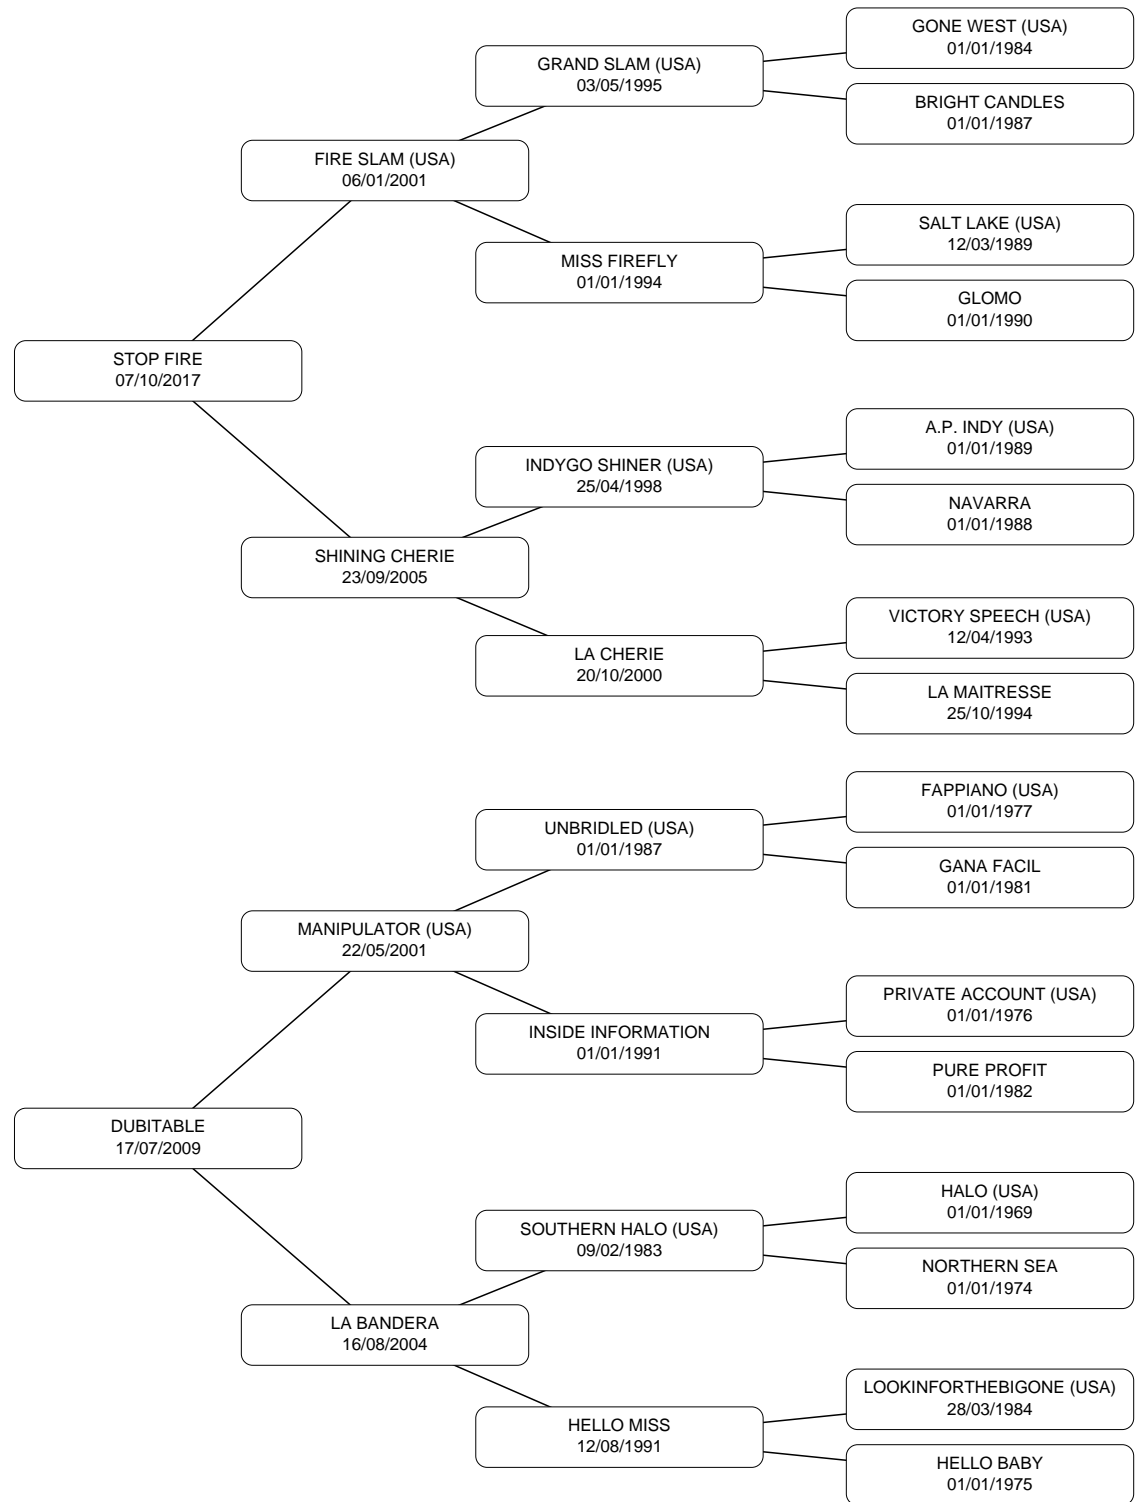 GONE WEST (USA)
01/01/1984
GRAND SLAM (USA)
03/05/1995
BRIGHT CANDLES
01/01/1987
FIRE SLAM (USA)
06/01/2001
SALT LAKE (USA)
12/03/1989
MISS FIREFLY
01/01/1994
GLOMO
01/01/1990
STOP FIRE
07/10/2017
A.P. INDY (USA)
01/01/1989
INDYGO SHINER (USA)
25/04/1998
NAVARRA
01/01/1988
SHINING CHERIE
23/09/2005
VICTORY SPEECH (USA)
12/04/1993
LA CHERIE
20/10/2000
LA MAITRESSE
25/10/1994
FAPPIANO (USA)
01/01/1977
UNBRIDLED (USA)
01/01/1987
GANA FACIL
01/01/1981
MANIPULATOR (USA)
22/05/2001
PRIVATE ACCOUNT (USA)
01/01/1976
INSIDE INFORMATION
01/01/1991
PURE PROFIT
01/01/1982
DUBITABLE
17/07/2009
HALO (USA)
01/01/1969
SOUTHERN HALO (USA)
09/02/1983
NORTHERN SEA
01/01/1974
LA BANDERA
16/08/2004
LOOKINFORTHEBIGONE (USA)
28/03/1984
HELLO MISS
12/08/1991
HELLO BABY
01/01/1975